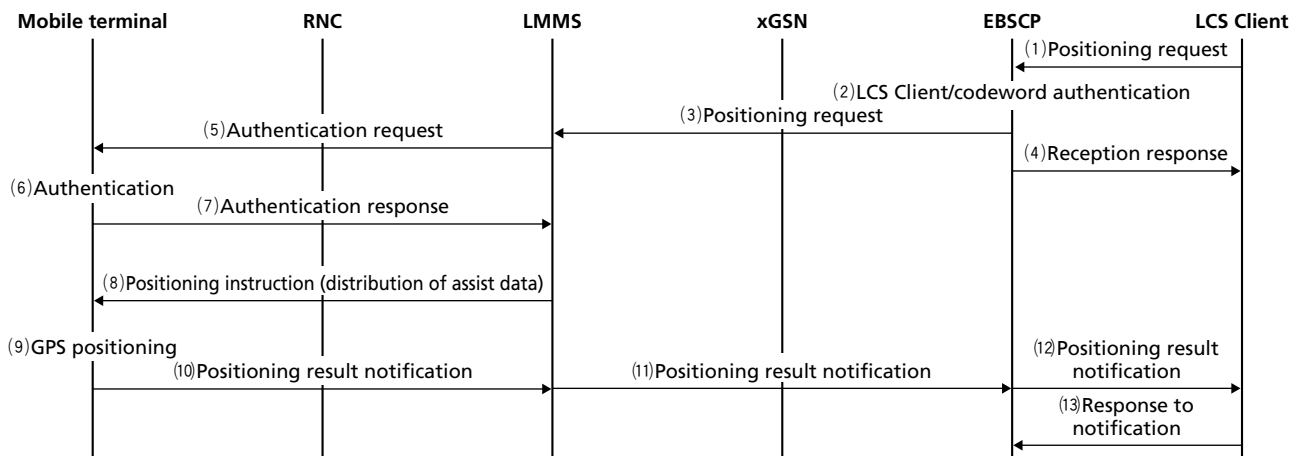 Mobile terminal RNC LMMS xGSN EBSCP LCS Client
(1)Positioning request
(2)LCS Client/codeword authentication
(3)Positioning request
(5)Authentication request
(4)Reception response
(6)Authentication
(7)Authentication response
(8)Positioning instruction (distribution of assist data)
(9)GPS positioning
(10)Positioning result notification
(11)Positioning result notification
(12)Positioning result
notification
(13)Response to
notification